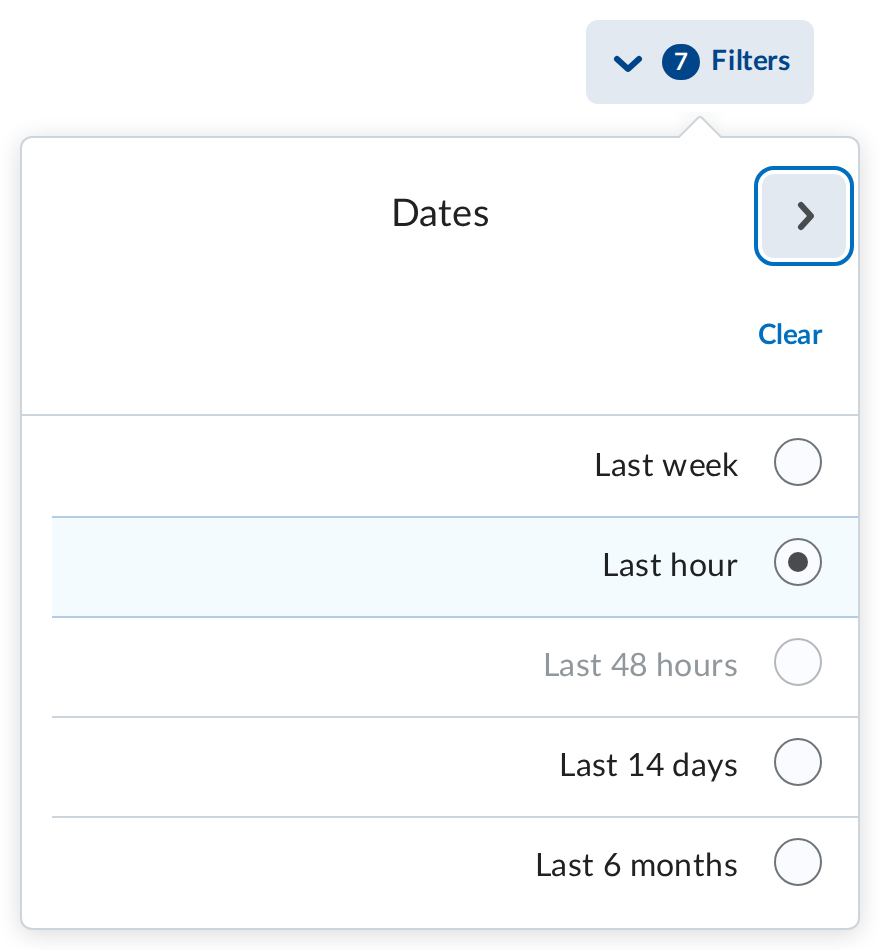 7 Filters
Dates
Clear
Last week
Last hour
Last 48 hours
Last 14 days
Last 6 months